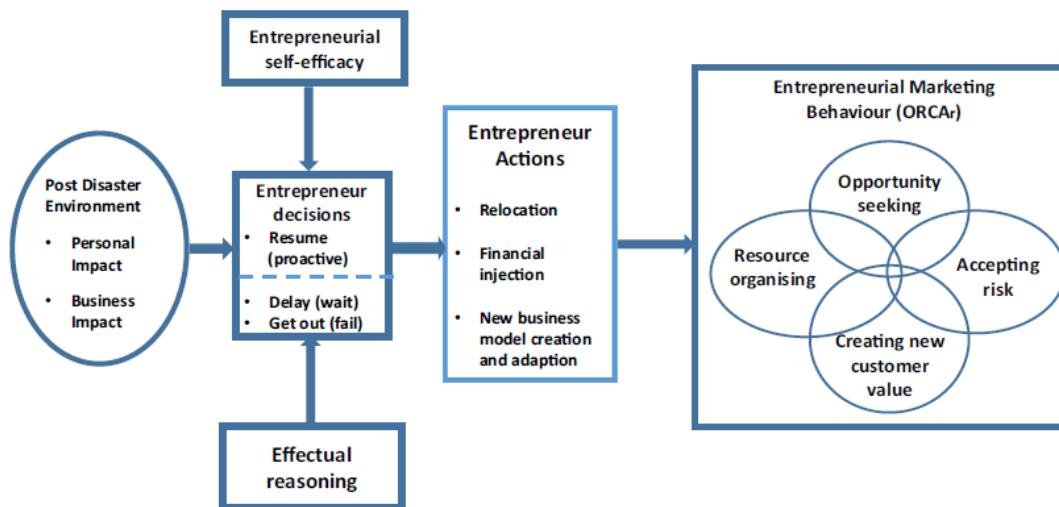 Entrepreneurial
self-efficacy
Post Disaster
Environment
• Personal
Impact
• Business
Impact
Entrepreneur
decisions
• Resume
(proactive)
• Delay (wait)
• Get out (fail)
Effectual
reasoning
Entrepreneur
Actions
• Relocation
• Financial
injection
• New business
model creation
and adaption
Entrepreneurial Marketing
Behaviour (ORCAr)
Opportunity
seeking
Resource
organising
Accepting
risk
Creating new
customer
value